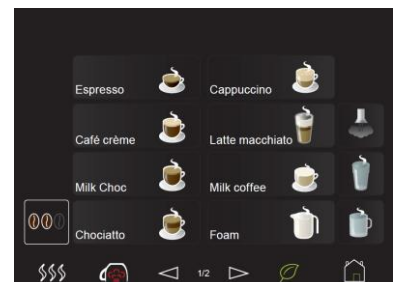 Espresso
Cappuccino
Café crème
Latte macchiato
Milk Choc
Milk coffee
Chociatto
Foam
1/2